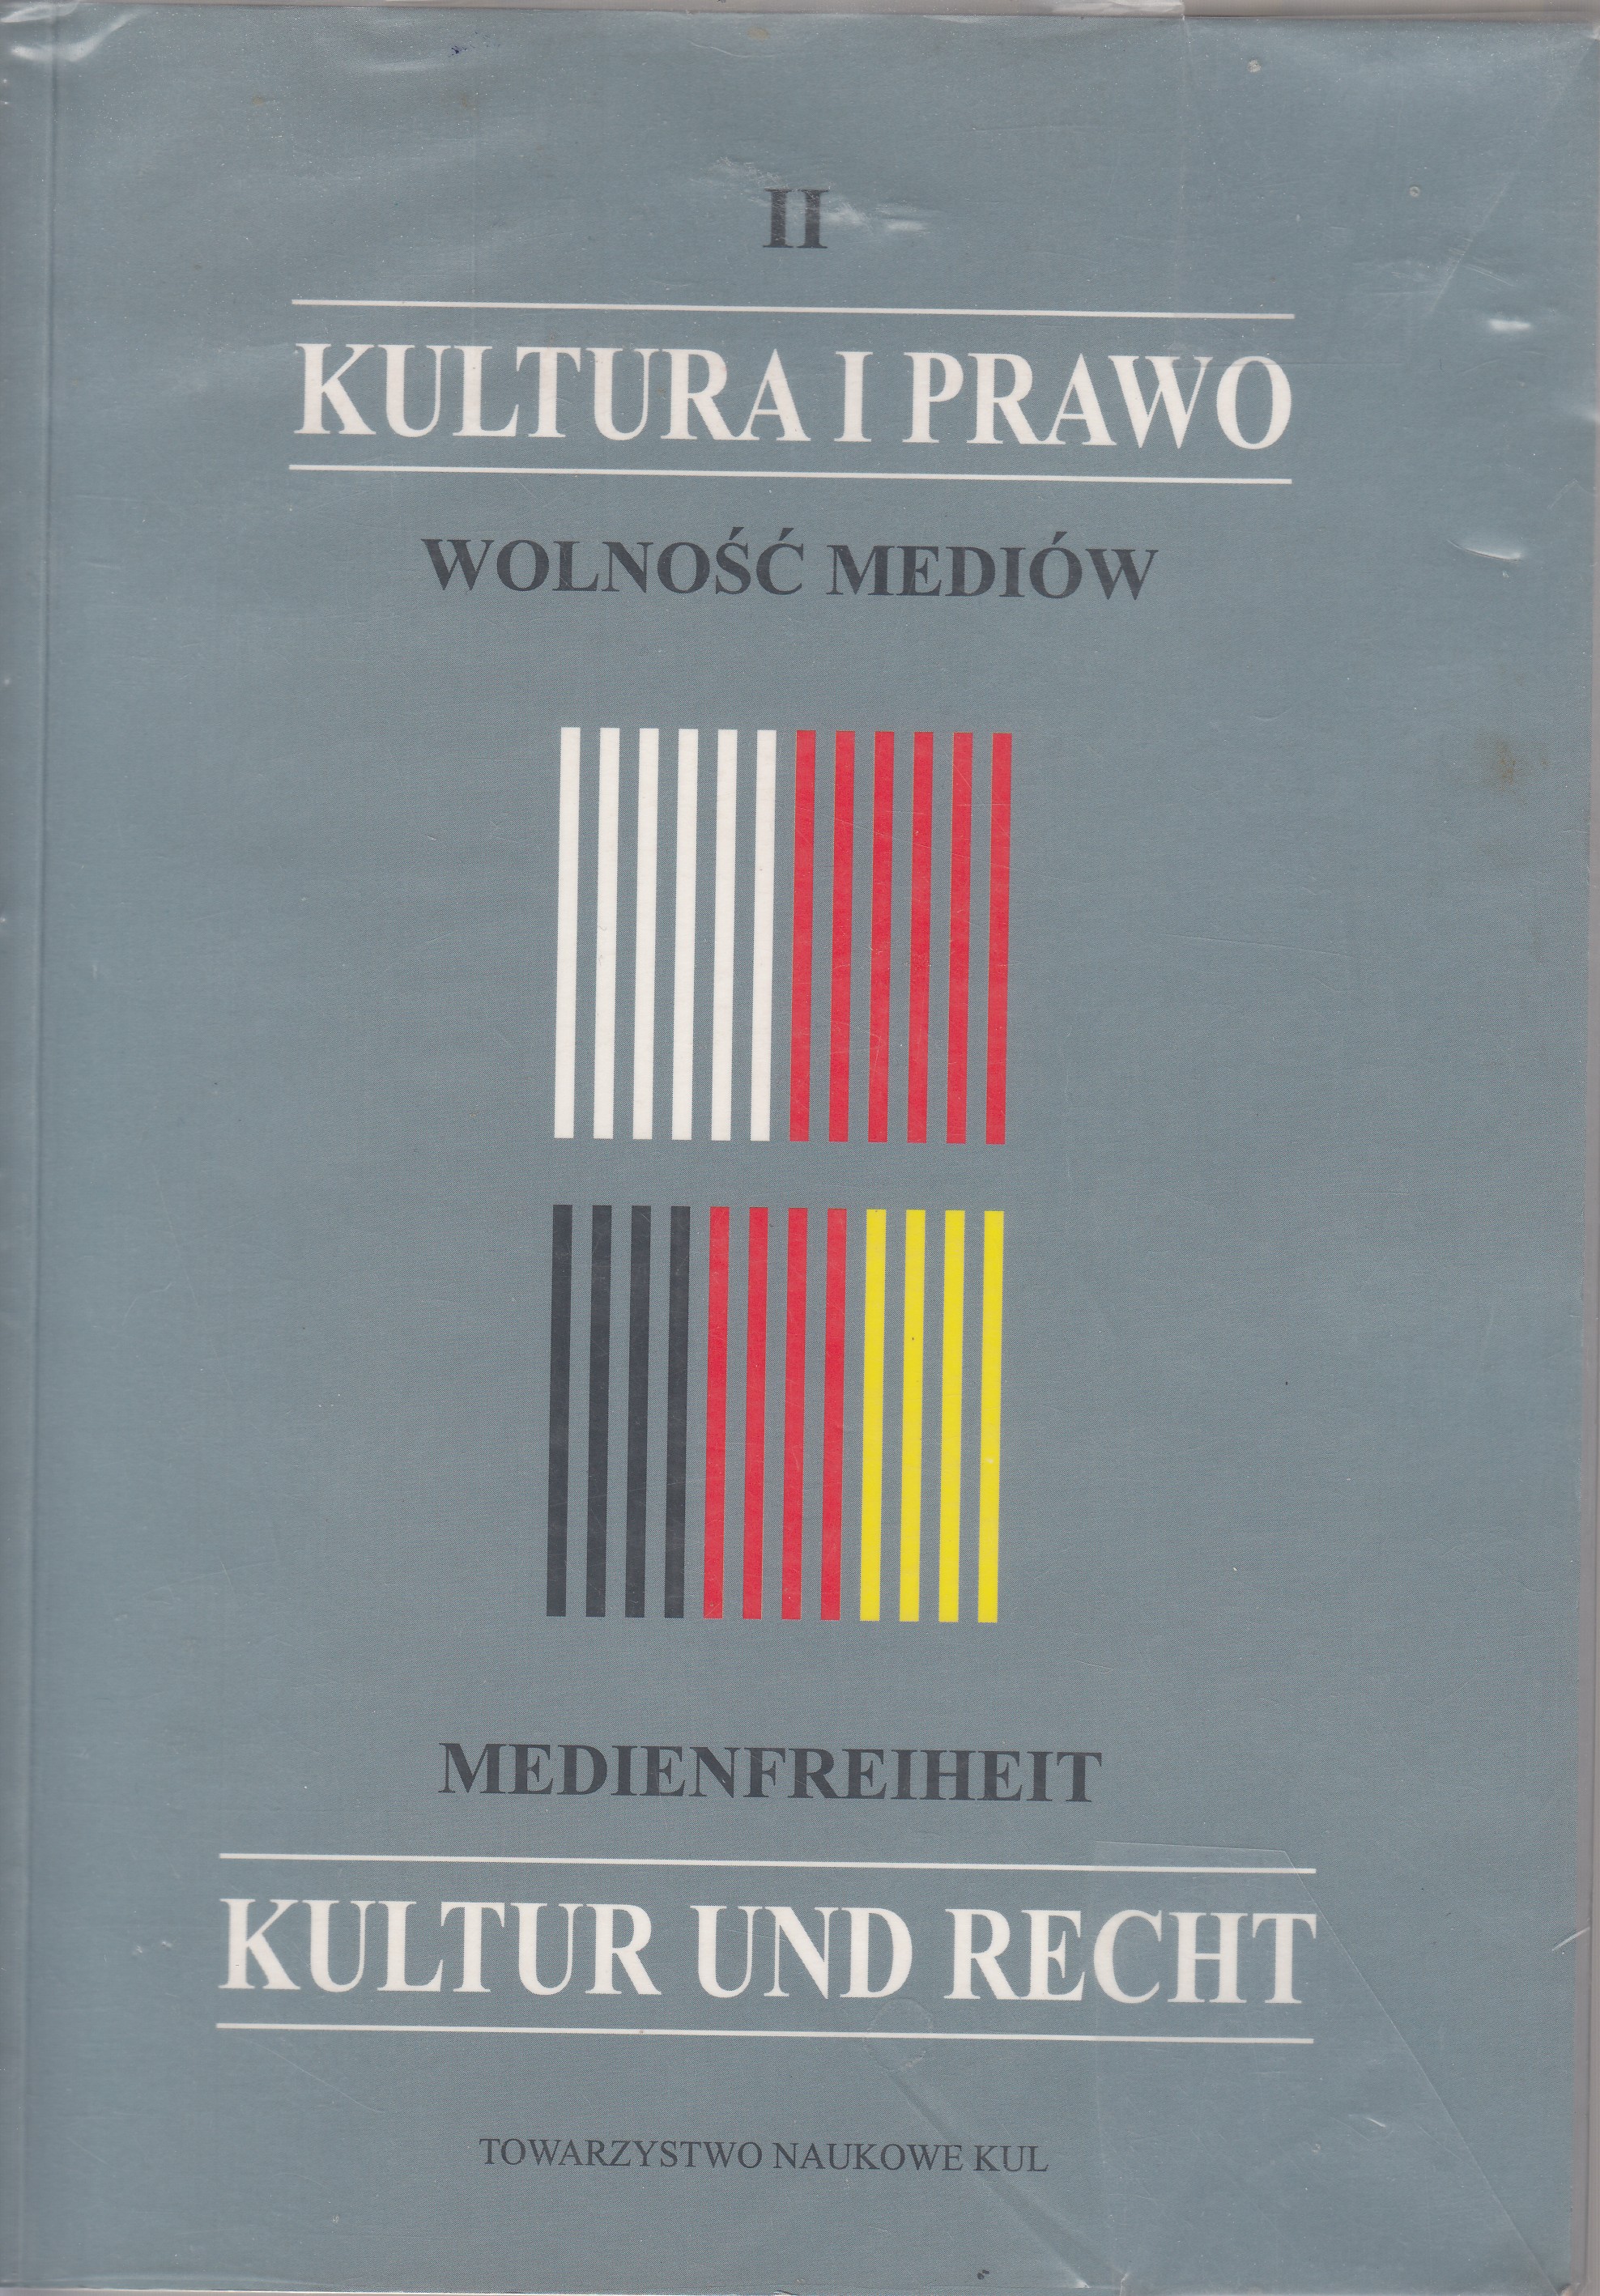 II
KULTURA I PRAWO
WOLNOŚĆ MEDIÓW
MEDIENFREIHEIT
KULTUR UND RECHT
TOWARZYSTWO NAUKOWE KUL